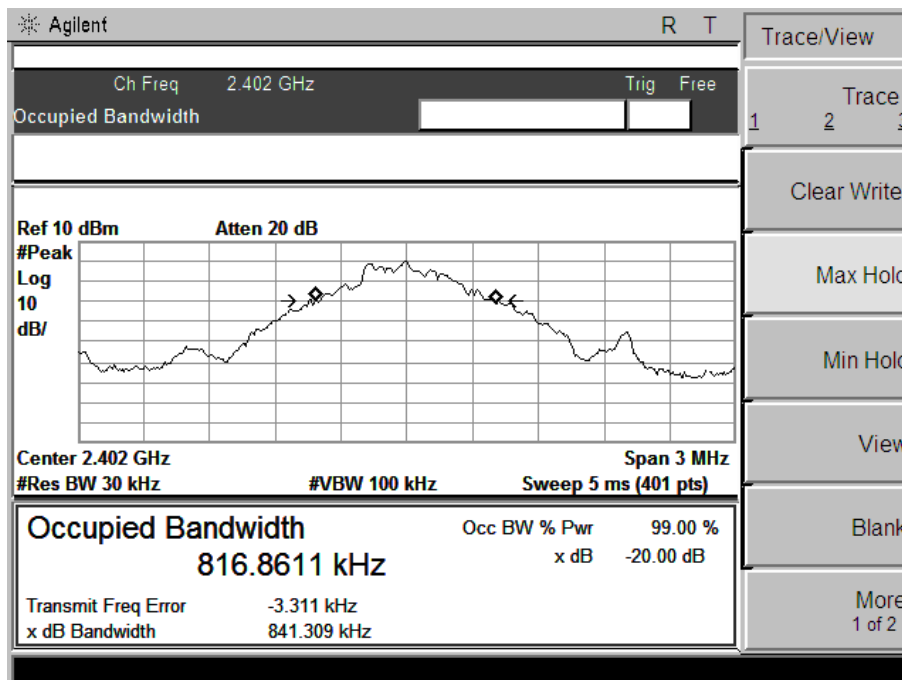 Agilent R T
Ch Freq 2.402 GHz Trig Free
Occupied Bandwidth
Ref 10 dBm Atten 20 dB
#Peak
Log
10
dB/
Center 2.402 GHz Span 3 MHz
#Res BW 30 kHz #VBW 100 kHz Sweep 5 ms (401 pts)
Occupied Bandwidth Occ BW % Pwr 99.00 %
816.8611 kHz x dB -20.00 dB
Transmit Freq Error -3.311 kHz
x dB Bandwidth 841.309 kHz
Trace/View
Trace
1 2
Clear Write
Max Hold
Min Hold
View
Blank
More
1 of 2